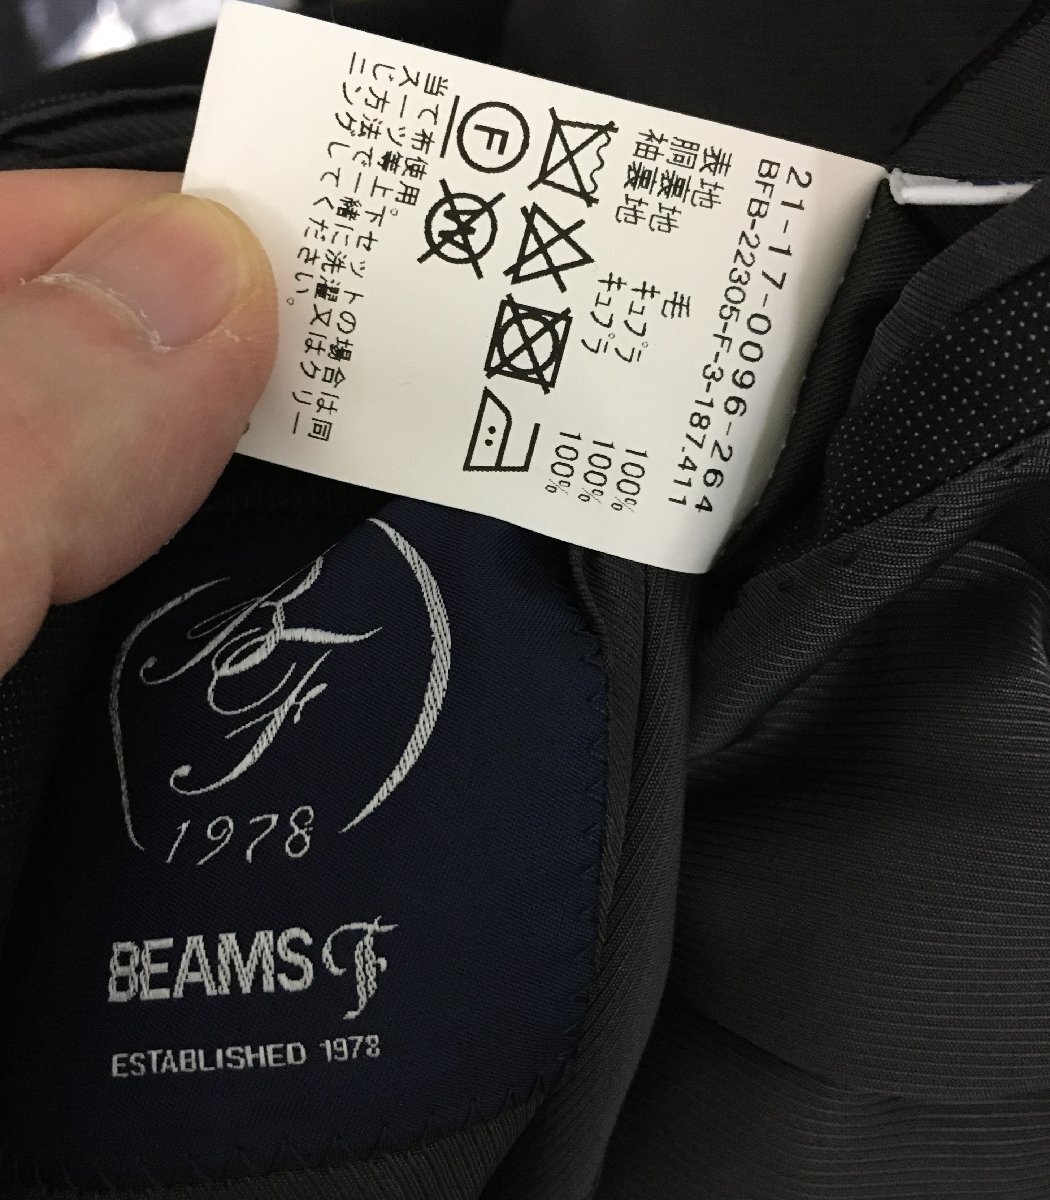 21-17-0096-264
BFB-22305-F-3-187.411
表地 毛 100%
胴裏地 キュプラ 100%
袖裏地 キュプラ 100%
F
W
当て布使用。
スーツ等上下セットの場合は同
じ方法で一緒に洗濯又はクリー
ニングしてください。
BF
1978
BEAMS F
ESTABLISHED 1978